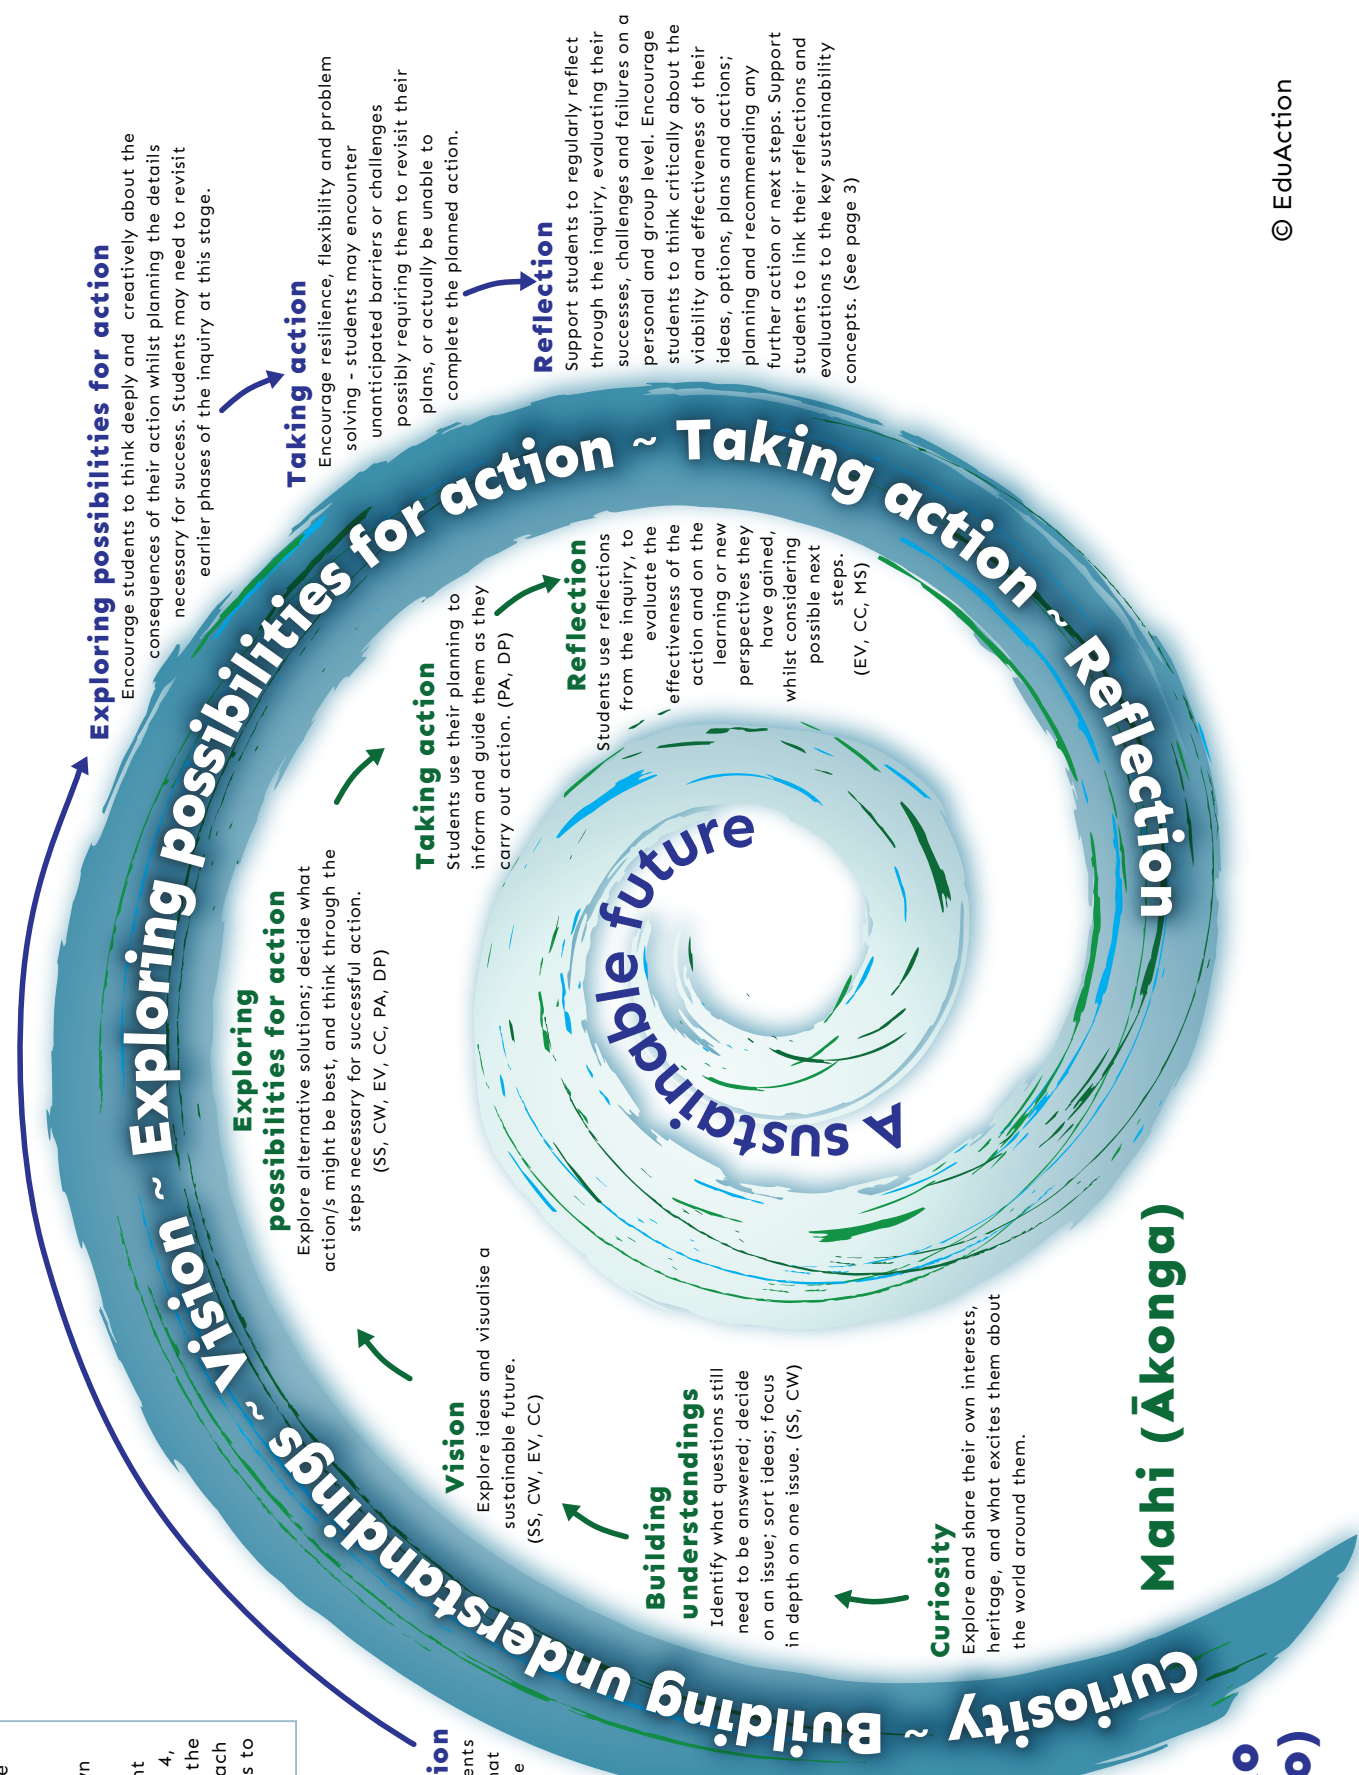 Exploring possibilities for action
Encourage students to think deeply and creatively about the
consequences of their action whilst planning the details
necessary for success. Students may need to revisit
earlier phases of the inquiry at this stage.
Taking action
Encourage resilience, flexibility and problem
solving - students may encounter
unanticipated barriers or challenges
possibly requiring them to revisit their
plans, or actually be unable to
complete the planned action.
Reflection
Support students to regularly reflect
through the inquiry, evaluating their
successes, challenges and failures on a
personal and group level. Encourage
students to think critically about the
viability and effectiveness of their
ideas, options, plans and actions;
planning and recommending any
further action or next steps. Support
students to link their reflections and
evaluations to the key sustainability
concepts. (See page 3)
Curiosity ~ Building understandings ~ Vision ~ Exploring possibilities for action ~ Taking action ~ Reflection
Curiosity
Explore and share their own interests,
heritage, and what excites them about
the world around them.
Building
understandings
Identify what questions still
need to be answered; decide
on an issue; sort ideas; focus
in depth on one issue. (SS, CW)
Vision
Explore ideas and visualise a
sustainable future.
(SS, CW, EV, CC)
Exploring
possibilities for action
Explore alternative solutions; decide what
action/s might be best, and think through the
steps necessary for successful action.
(SS, CW, EV, CC, PA, DP)
Taking action
Students use their planning to
inform and guide them as they
carry out action. (PA, DP)
Reflection
Students use reflections
from the inquiry, to
evaluate the
effectiveness of the
action and on the
learning or new
perspectives they
have gained,
whilst considering
possible next
steps.
(EV, CC, MS)
A sustainable future
Mahi (Ākonga)
© EduAction
4,
the
s to